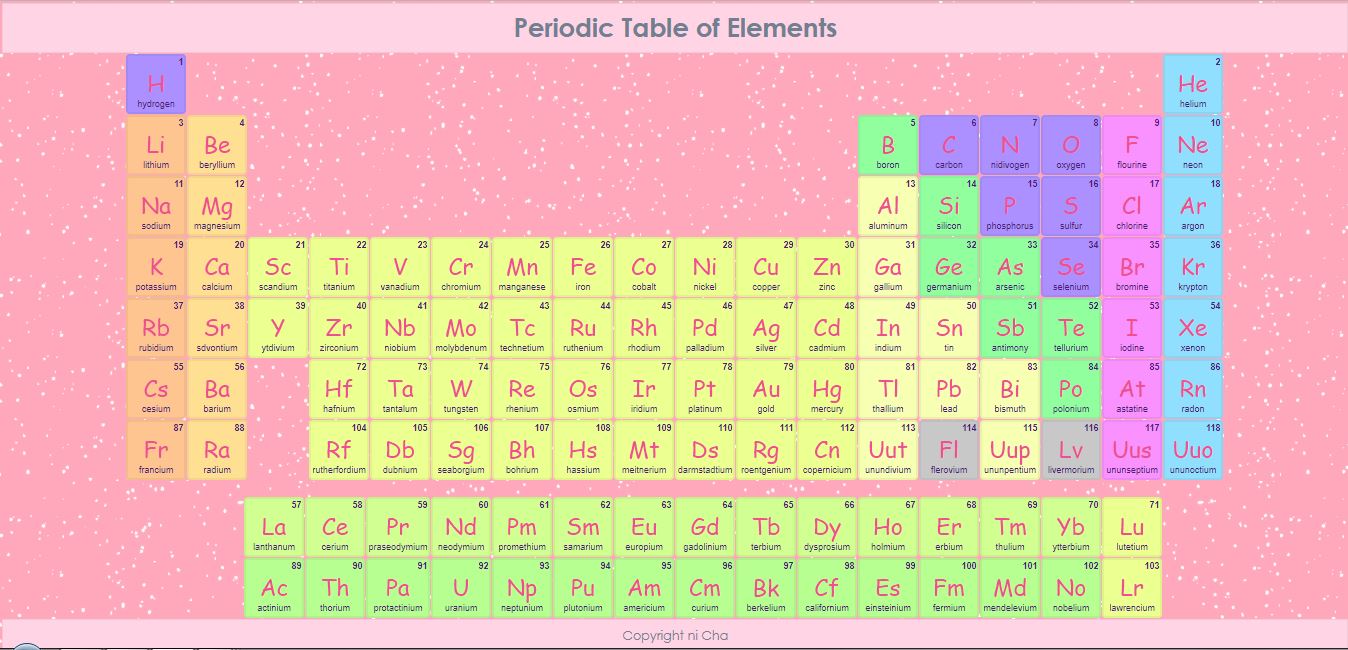 Periodic Table of Elements
1 2
H He
hydrogen helium
3 4 5 6 7 8 9 10
Li Be B C N O F Ne
lithium beryllium boron carbon nidivogen oxygen flourine neon
11 12 13 14 15 16 17 18
Na Mg Al Si P S Cl Ar
sodium magnesium aluminum silicon phosphorus sulfur chlorine argon
19 20 21 22 23 24 25 26 27 28 29 30 31 32 33 34 35 36
K Ca Sc Ti V Cr Mn Fe Co Ni Cu Zn Ga Ge As Se Br Kr
potassium calcium scandium titanium vanadium chromium manganese iron cobalt nickel copper zinc gallium germanium arsenic selenium bromine krypton
37 38 39 40 41 42 43 44 45 46 47 48 49 50 51 52 53 54
Rb Sr Y Zr Nb Mo Tc Ru Rh Pd Ag Cd In Sn Sb Te I Xe
rubidium sdvontium ytdivium zirconium niobium molybdenum technetium ruthenium rhodium palladium silver cadmium indium tin antimony tellurium iodine xenon
55 56 72 73 74 75 76 77 78 79 80 81 82 83 84 85 86
Cs Ba Hf Ta W Re Os Ir Pt Au Hg Tl Pb Bi Po At Rn
cesium barium hafnium tantalum tungsten rhenium osmium iridium platinum gold mercury thallium lead bismuth polonium astatine radon
87 88 104 105 106 107 108 109 110 111 112 113 114 115 116 117 118
Fr Ra Rf Db Sg Bh Hs Mt Ds Rg Cn Uut Fl Uup Lv Uus Uuo
francium radium rutherfordium dubnium seaborgium bohrium hassium meitnerium darmstadtium roentgenium copernicium unundivium flerovium ununpentium livermorium ununseptium ununoctium
57 58 59 60 61 62 63 64 65 66 67 68 69 70 71
La Ce Pr Nd Pm Sm Eu Gd Tb Dy Ho Er Tm Yb Lu
lanthanum cerium praseodymium neodymium promethium samarium europium gadolinium terbium dysprosium holmium erbium thulium ytterbium lutetium
89 90 91 92 93 94 95 96 97 98 99 100 101 102 103
Ac Th Pa U Np Pu Am Cm Bk Cf Es Fm Md No Lr
actinium thorium protactinium uranium neptunium plutonium americium curium berkelium californium einsteinium fermium mendelevium nobelium lawrencium
Copyright ni Cha